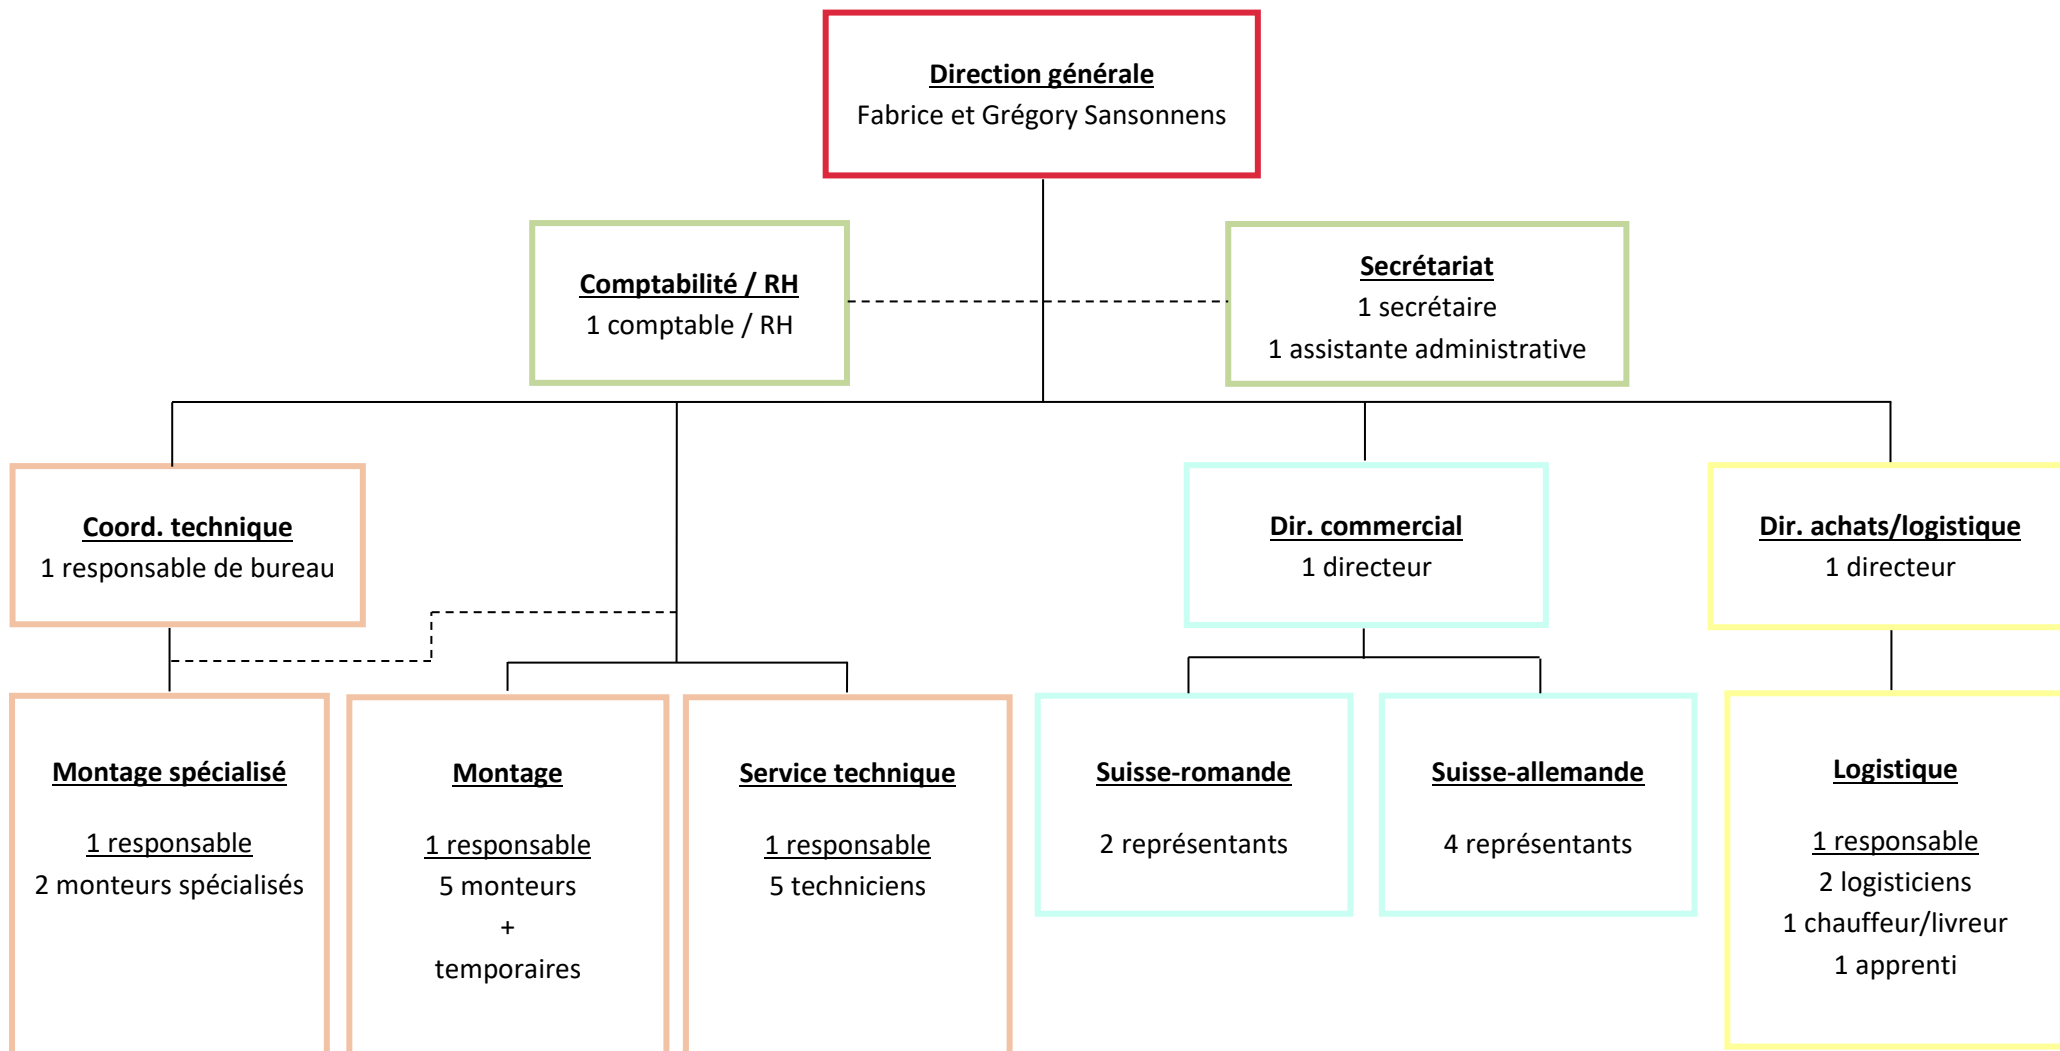 Direction générale
Fabrice et Grégory Sansonnens
Comptabilité / RH
1 comptable / RH
Secrétariat
1 secrétaire
1 assistante administrative
Coord. technique
1 responsable de bureau
Dir. commercial
1 directeur
Dir. achats/logistique
1 directeur
Montage spécialisé
1 responsable
2 monteurs spécialisés
Montage
1 responsable
5 monteurs
+
temporaires
Service technique
1 responsable
5 techniciens
Suisse-romande
2 représentants
Suisse-allemande
4 représentants
Logistique
1 responsable
2 logisticiens
1 chauffeur/livreur
1 apprenti